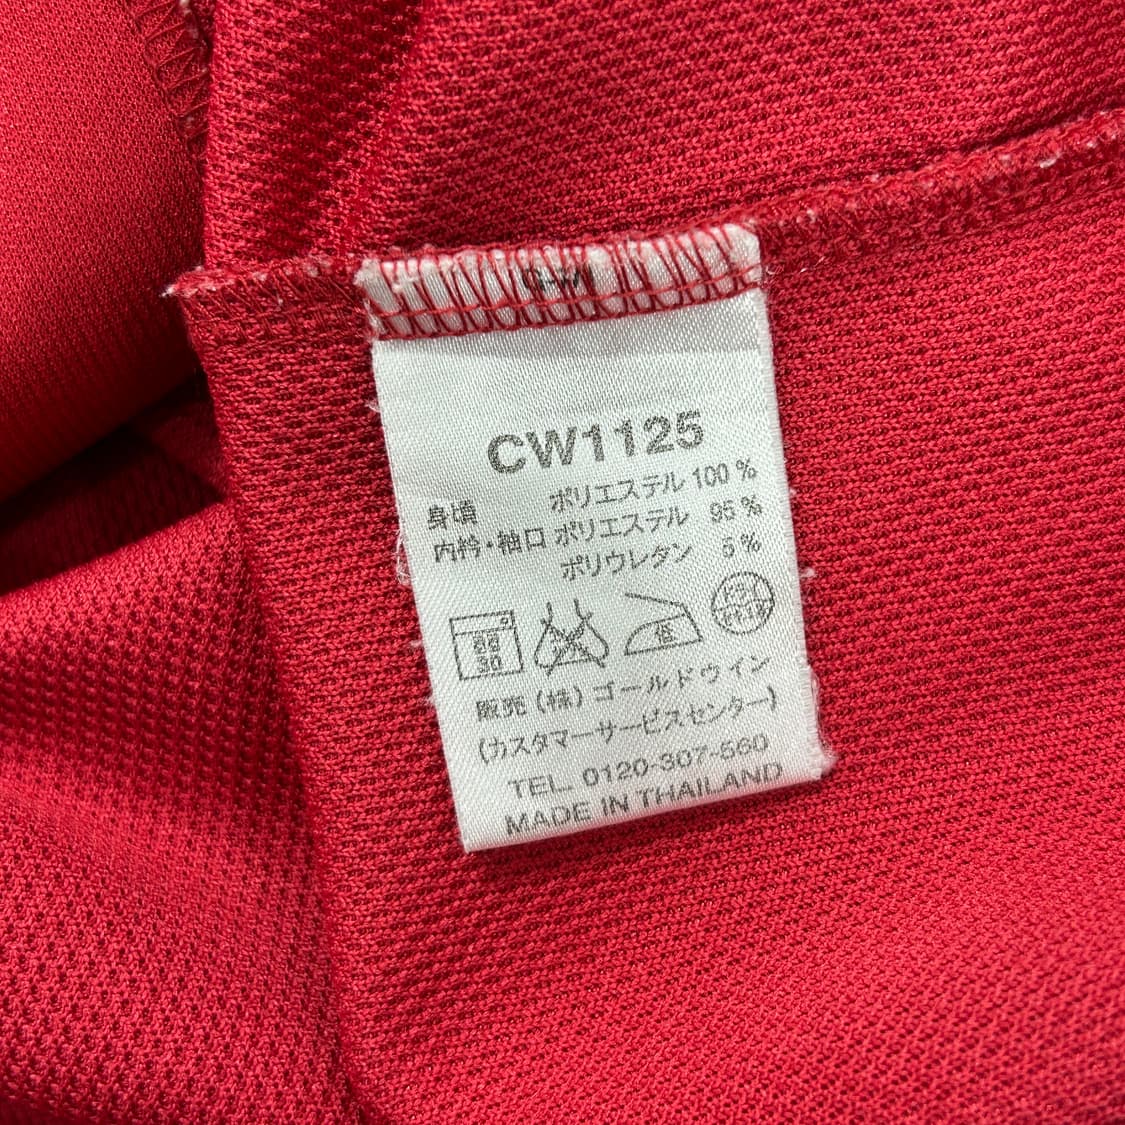 CW1125
身頃 ポリエステル 100 %
内衿・袖口 ポリエステル 95 %
ポリウレタン 5 %
30 低
販売 (株) ゴールドウイン
(カスタマーサービスセンター)
TEL. 0120-307-560
MADE IN THAILAND